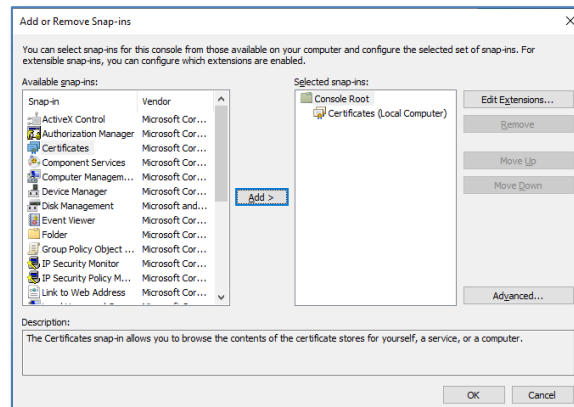 Add or Remove Snap-ins
You can select snap-ins for this console from those available on your computer and configure the selected set of snap-ins. For
extensible snap-ins, you can configure which extensions are enabled.
Available snap-ins:
Snap-in Vendor
ActiveX Control Microsoft Cor...
Authorization Manager Microsoft Cor...
Certificates Microsoft Cor...
Component Services Microsoft Cor...
Computer Managem... Microsoft Cor...
Device Manager Microsoft Cor...
Disk Management Microsoft and...
Event Viewer Microsoft Cor...
Folder Microsoft Cor...
Group Policy Object ... Microsoft Cor...
IP Security Monitor Microsoft Cor...
IP Security Policy M... Microsoft Cor...
Link to Web Address Microsoft Cor...
Add >
Selected snap-ins:
Console Root
Certificates (Local Computer)
Edit Extensions...
Remove
Move Up
Move Down
Advanced...
Description:
The Certificates snap-in allows you to browse the contents of the certificate stores for yourself, a service, or a computer.
OK
Cancel